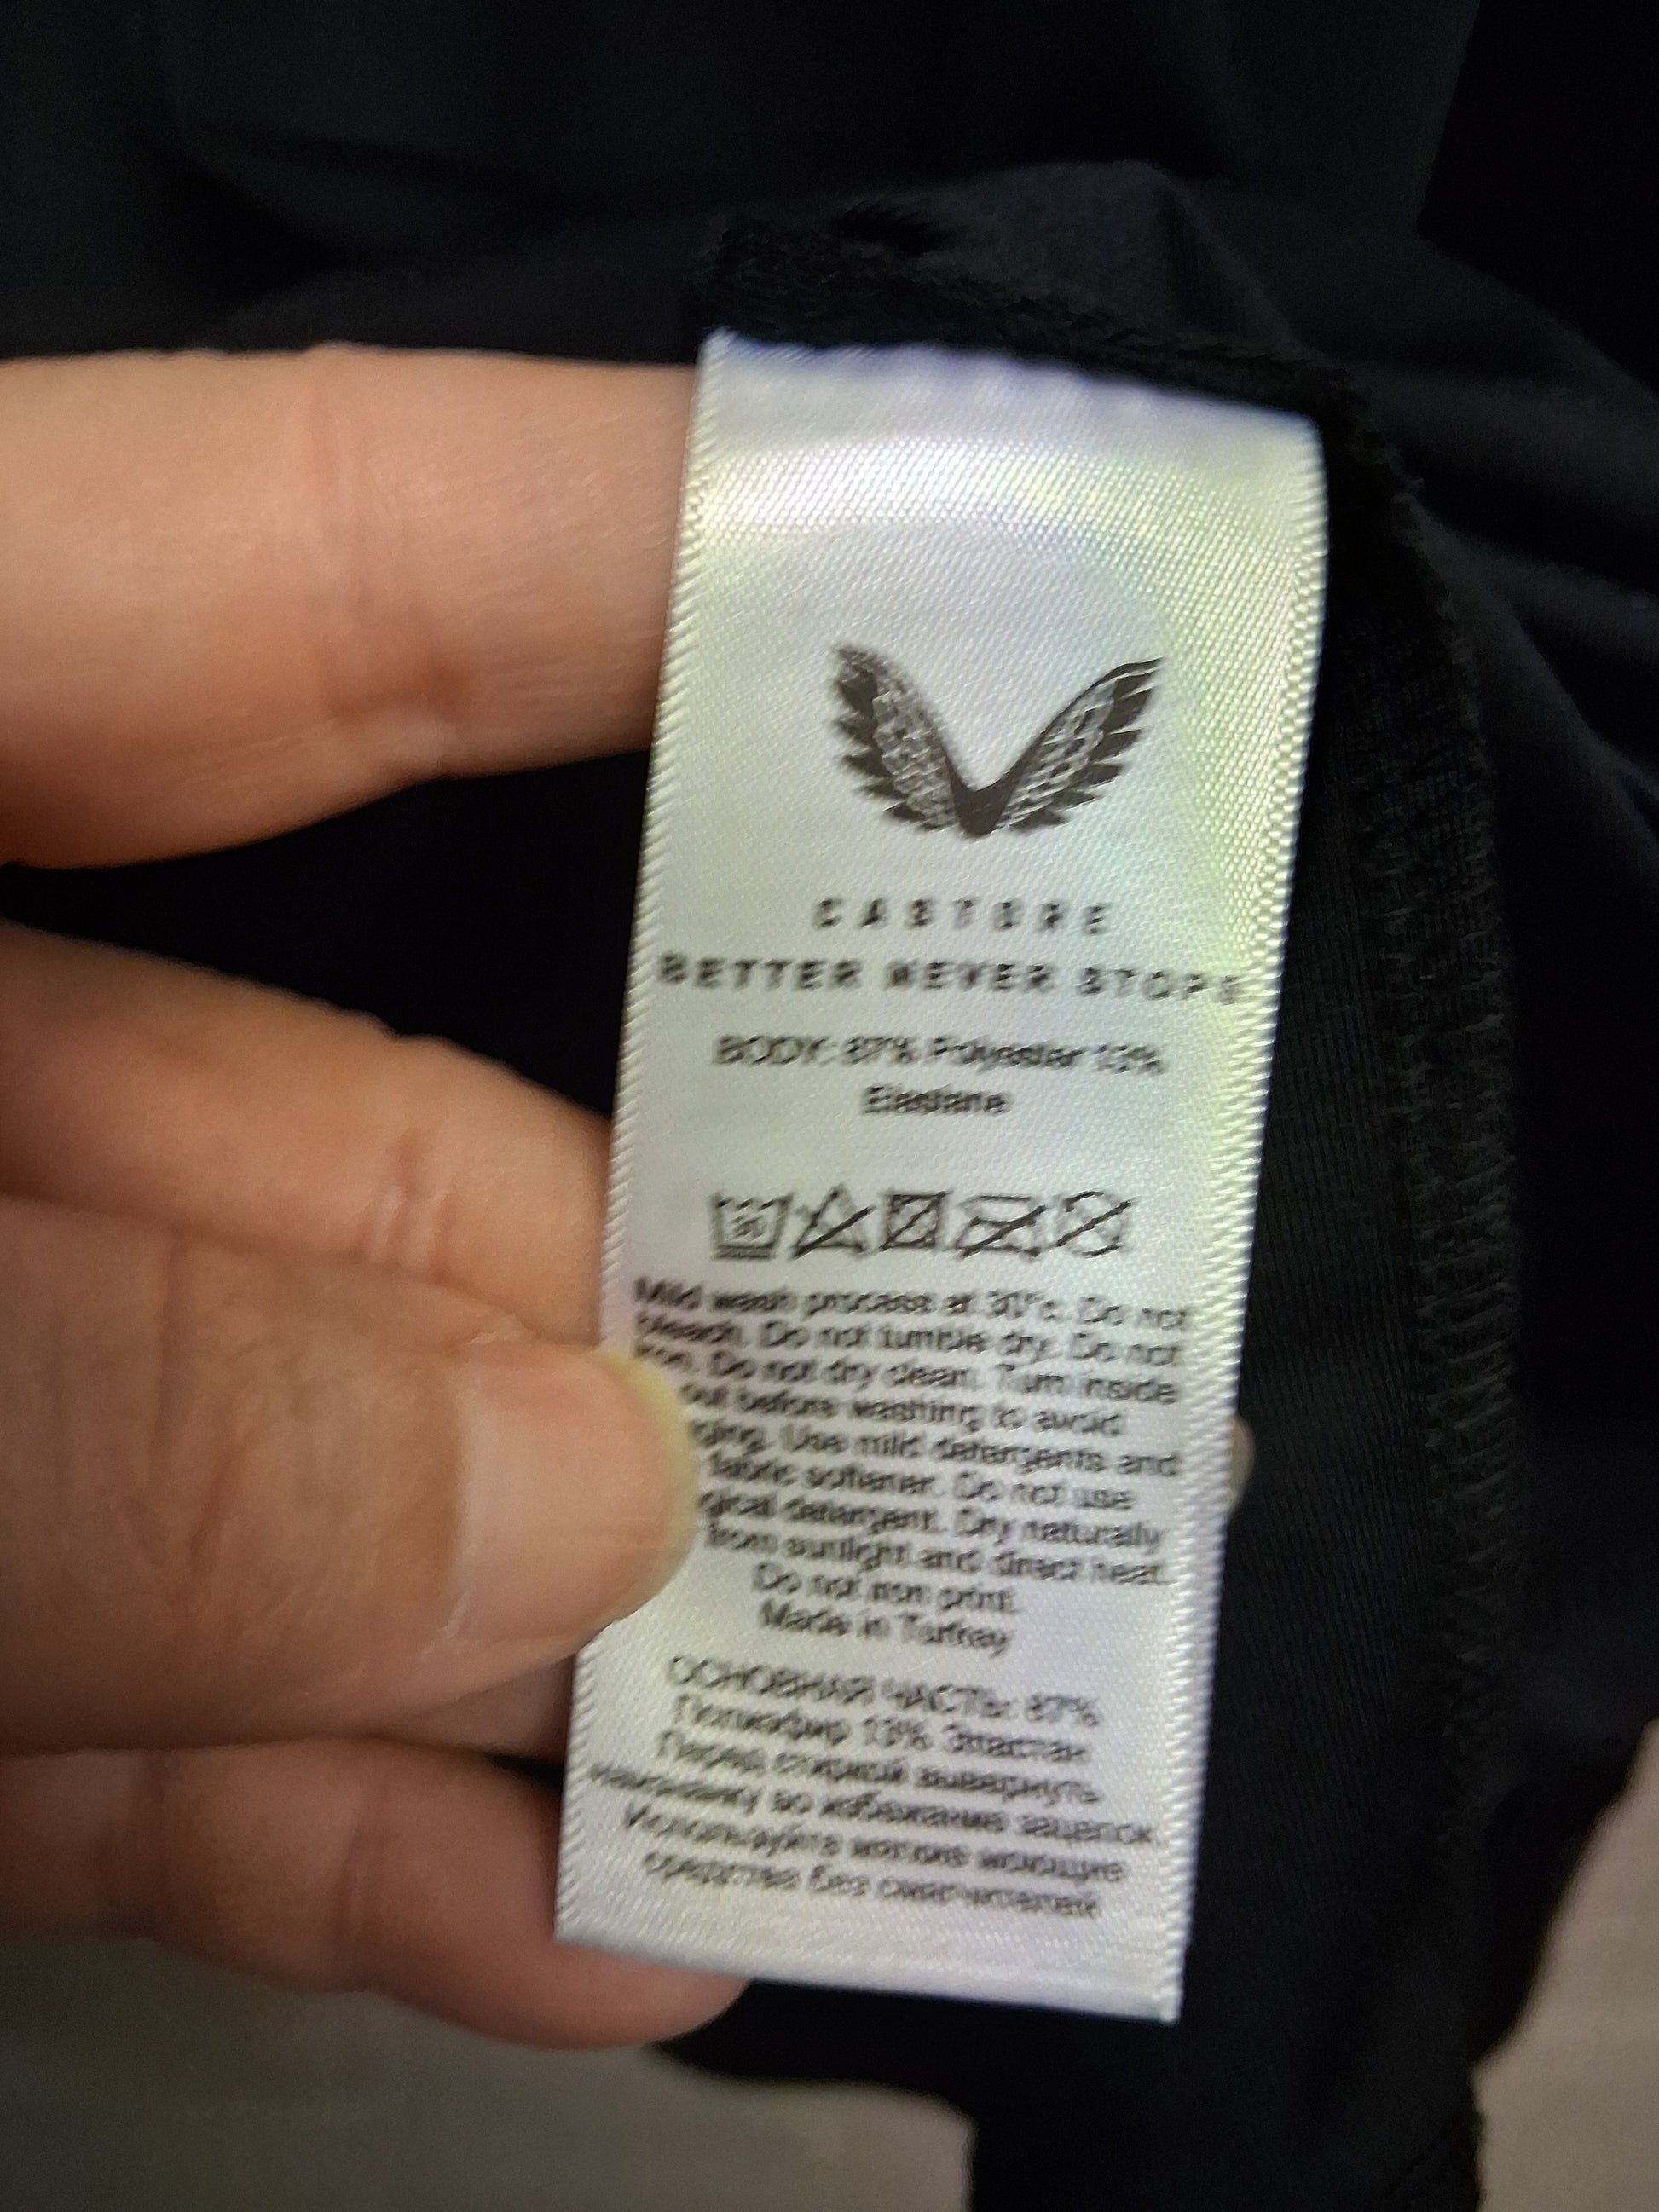 CASTORE
BETTER NEVER STOPS
BODY: 87% Polyester 13%
Elastane
30
Mild wash process at 30°c. Do not
bleach. Do not tumble dry. Do not
iron. Do not dry clean. Turn inside
out before washing to avoid
Use mild detergents and
fabric softener. Do not use
detergent. Dry naturally
from sunlight and direct heat.
Do not iron print.
Made in Turkey
ОСНОВНАЯ ЧАСТЬ: 87%
Полиэфир 13% Эластан
Перед стиркой вывернуть
наизнанку во избежание зацепок.
Используйте мягкие моющие
средства без смягчителей